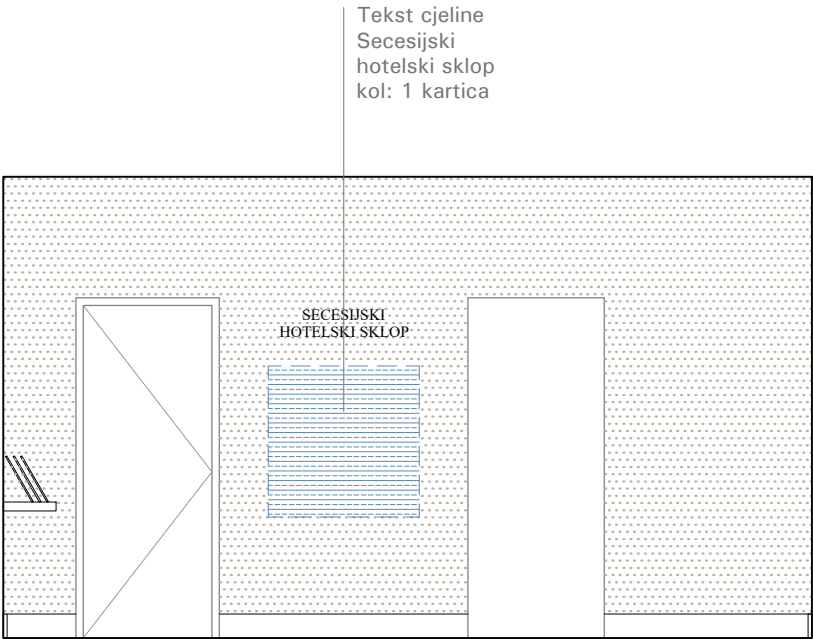 Tekst cjeline
Secesijski
hotelski sklop
kol: 1 kartica
SECESIJSKI
HOTELSKI SKLOP